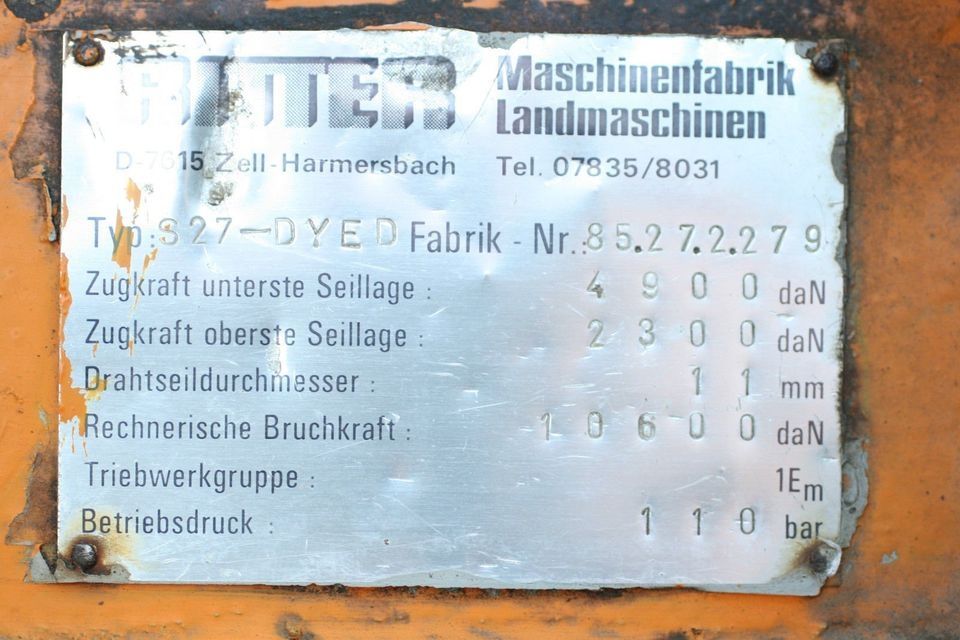 RITTER Maschinenfabrik
Landmaschinen
D-7615 Zell-Harmersbach Tel. 07835/8031
Typ: S27-DYED Fabrik - Nr.: 85.27.2.279
Zugkraft unterste Seillage : 4900 daN
Zugkraft oberste Seillage : 2300 daN
Drahtseildurchmesser : 11 mm
Rechnerische Bruchkraft : 10600 daN
Triebwerkgruppe : 1Em
Betriebsdruck : 110 bar